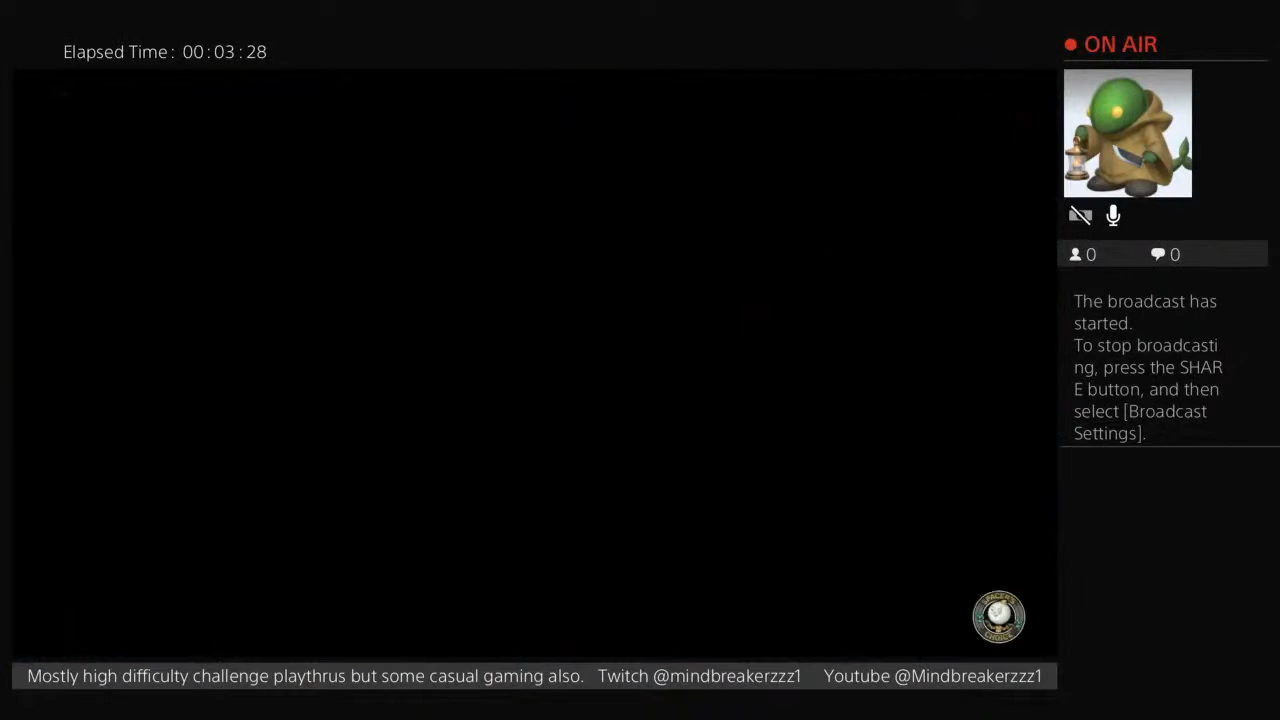 Elapsed Time: 00:03:28
ON AIR
0 0
The broadcast has
started.
To stop broadcasti
ng, press the SHAR
E button, and then
select [Broadcast
Settings].
SPACER'S
CHOICE
Mostly high difficulty challenge playthrus but some casual gaming also. Twitch @mindbreakerzzz1 Youtube @Mindbreakerzzz1